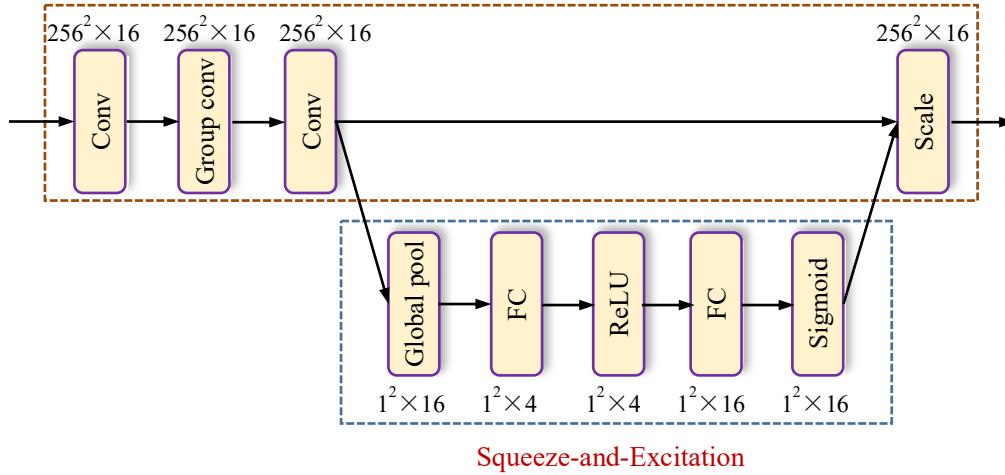 256²×16 256²×16 256²×16 256²×16
Conv
Group conv
Conv
Scale
Global pool
FC
ReLU
FC
Sigmoid
1²×16 1²×4 1²×4 1²×16 1²×16
Squeeze-and-Excitation